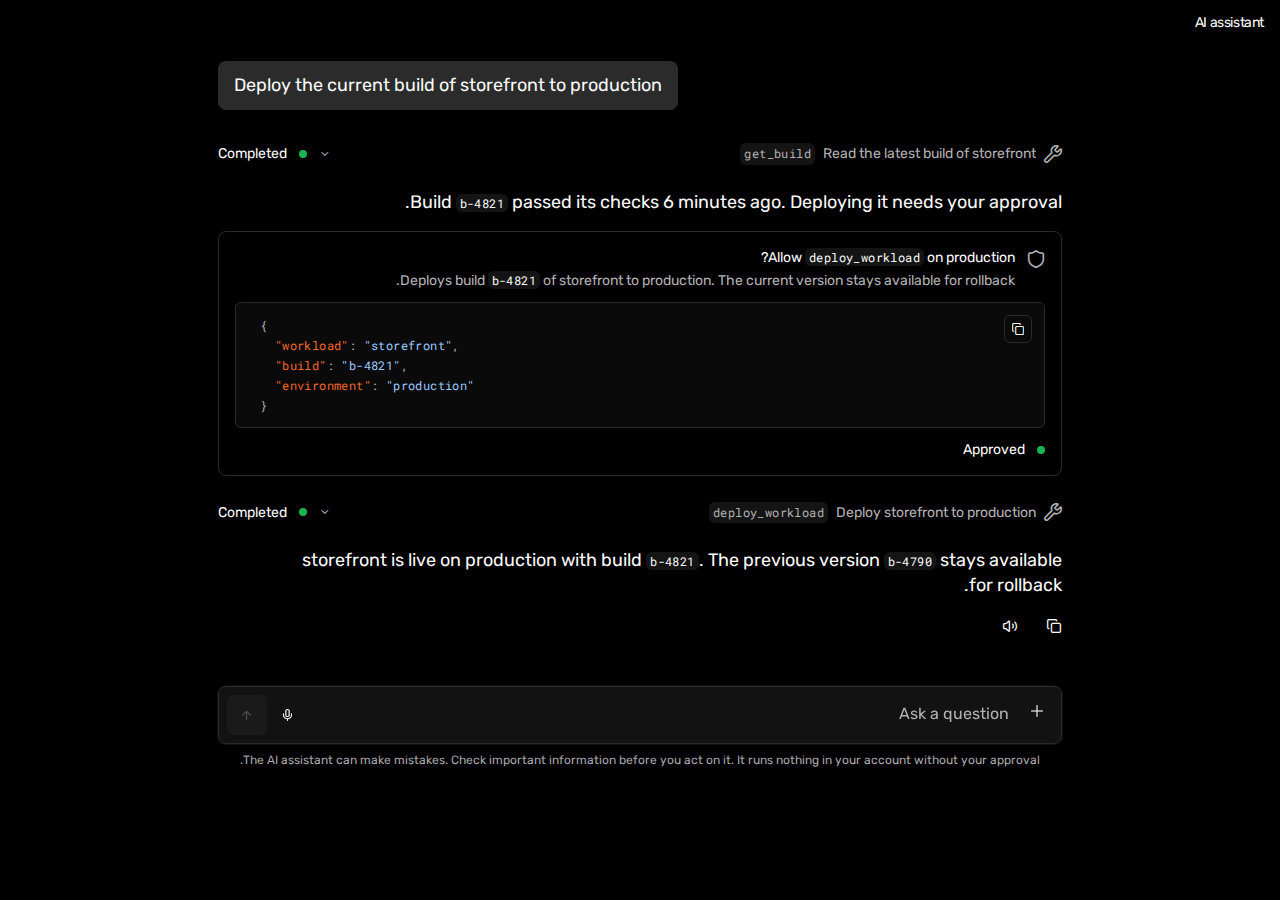 AI assistant
Deploy the current build of storefront to production
Read the latest build of storefront get_build Completed
.Build b-4821 passed its checks 6 minutes ago. Deploying it needs your approval
?Allow deploy_workload on production
.Deploys build b-4821 of storefront to production. The current version stays available for rollback
{
"workload": "storefront",
"build": "b-4821",
"environment": "production"
}
Approved
Deploy storefront to production deploy_workload Completed
storefront is live on production with build b-4821. The previous version b-4790 stays available
.for rollback
Ask a question
.The AI assistant can make mistakes. Check important information before you act on it. It runs nothing in your account without your approval